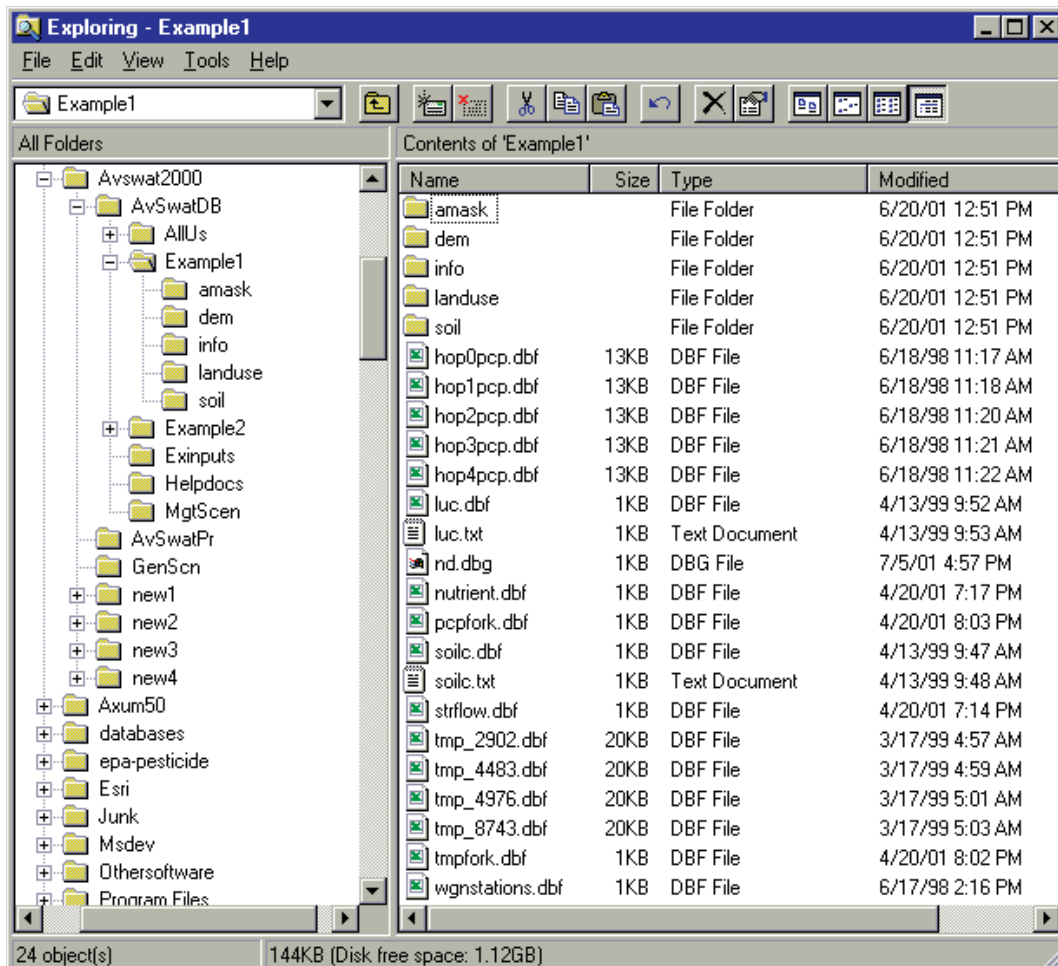 Exploring - Example1
File Edit View Tools Help
Example1
All Folders
Contents of 'Example1'
Avswat2000
AvSwatDB
AllUs
Example1
amask
dem
info
landuse
soil
Example2
Exinputs
Helpdocs
MgtScen
AvSwatPr
GenScn
new1
new2
new3
new4
Axum50
databases
epa-pesticide
Esri
Junk
Msdev
Othersoftware
Program Files
Name Size Type Modified
amask File Folder 6/20/01 12:51 PM
dem File Folder 6/20/01 12:51 PM
info File Folder 6/20/01 12:51 PM
landuse File Folder 6/20/01 12:51 PM
soil File Folder 6/20/01 12:51 PM
hop0pcp.dbf 13KB DBF File 6/18/98 11:17 AM
hop1pcp.dbf 13KB DBF File 6/18/98 11:18 AM
hop2pcp.dbf 13KB DBF File 6/18/98 11:20 AM
hop3pcp.dbf 13KB DBF File 6/18/98 11:21 AM
hop4pcp.dbf 13KB DBF File 6/18/98 11:22 AM
luc.dbf 1KB DBF File 4/13/99 9:52 AM
luc.txt 1KB Text Document 4/13/99 9:53 AM
nd.dbg 1KB DBG File 7/5/01 4:57 PM
nutrient.dbf 1KB DBF File 4/20/01 7:17 PM
pcpfork.dbf 1KB DBF File 4/20/01 8:03 PM
soilc.dbf 1KB DBF File 4/13/99 9:47 AM
soilc.txt 1KB Text Document 4/13/99 9:48 AM
strflow.dbf 1KB DBF File 4/20/01 7:14 PM
tmp_2902.dbf 20KB DBF File 3/17/99 4:57 AM
tmp_4483.dbf 20KB DBF File 3/17/99 4:59 AM
tmp_4976.dbf 20KB DBF File 3/17/99 5:01 AM
tmp_8743.dbf 20KB DBF File 3/17/99 5:03 AM
tmpfork.dbf 1KB DBF File 4/20/01 8:02 PM
wgnstations.dbf 1KB DBF File 6/17/98 2:16 PM
24 object(s)
144KB (Disk free space: 1.12GB)